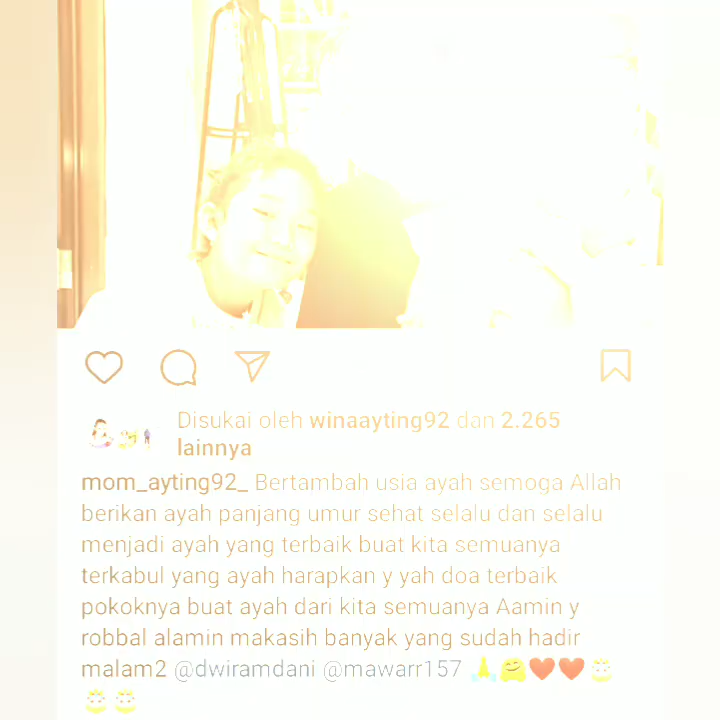 Disukai oleh winaayting92 dan 2.265
lainnya
mom_ayting92_ Bertambah usia ayah semoga Allah
berikan ayah panjang umur sehat selalu dan selalu
menjadi ayah yang terbaik buat kita semuanya
terkabul yang ayah harapkan y yah doa terbaik
pokoknya buat ayah dari kita semuanya Aamin y
robbal alamin makasih banyak yang sudah hadir
malam2 @dwiramdani @mawarr157 🙏🤗❤️❤️🎂
🎂🎂